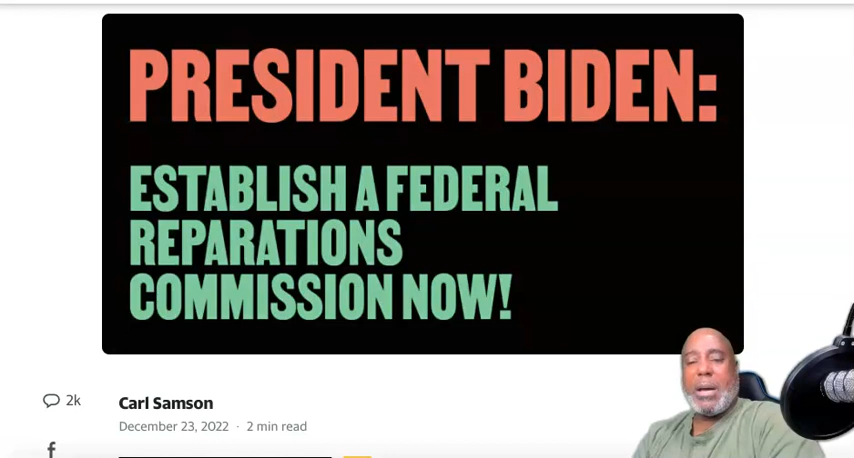 PRESIDENT BIDEN:
ESTABLISH A FEDERAL
REPARATIONS
COMMISSION NOW!
2k
Carl Samson
December 23, 2022 · 2 min read
f